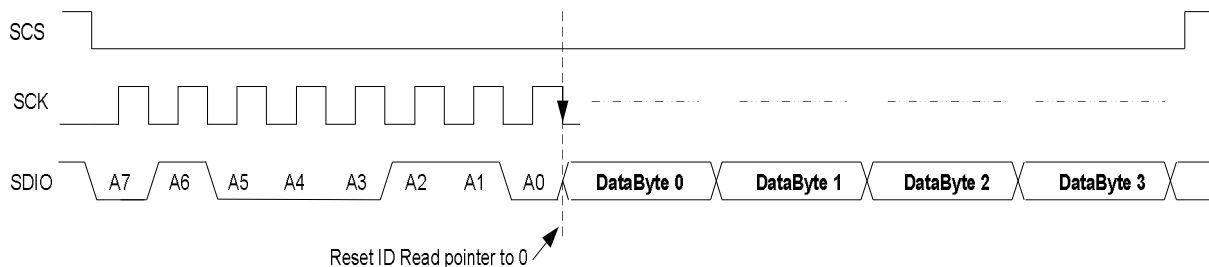 SCS
SCK
SDIO A7 A6 A5 A4 A3 A2 A1 A0 DataByte 0 DataByte 1 DataByte 2 DataByte 3
Reset ID Read pointer to 0